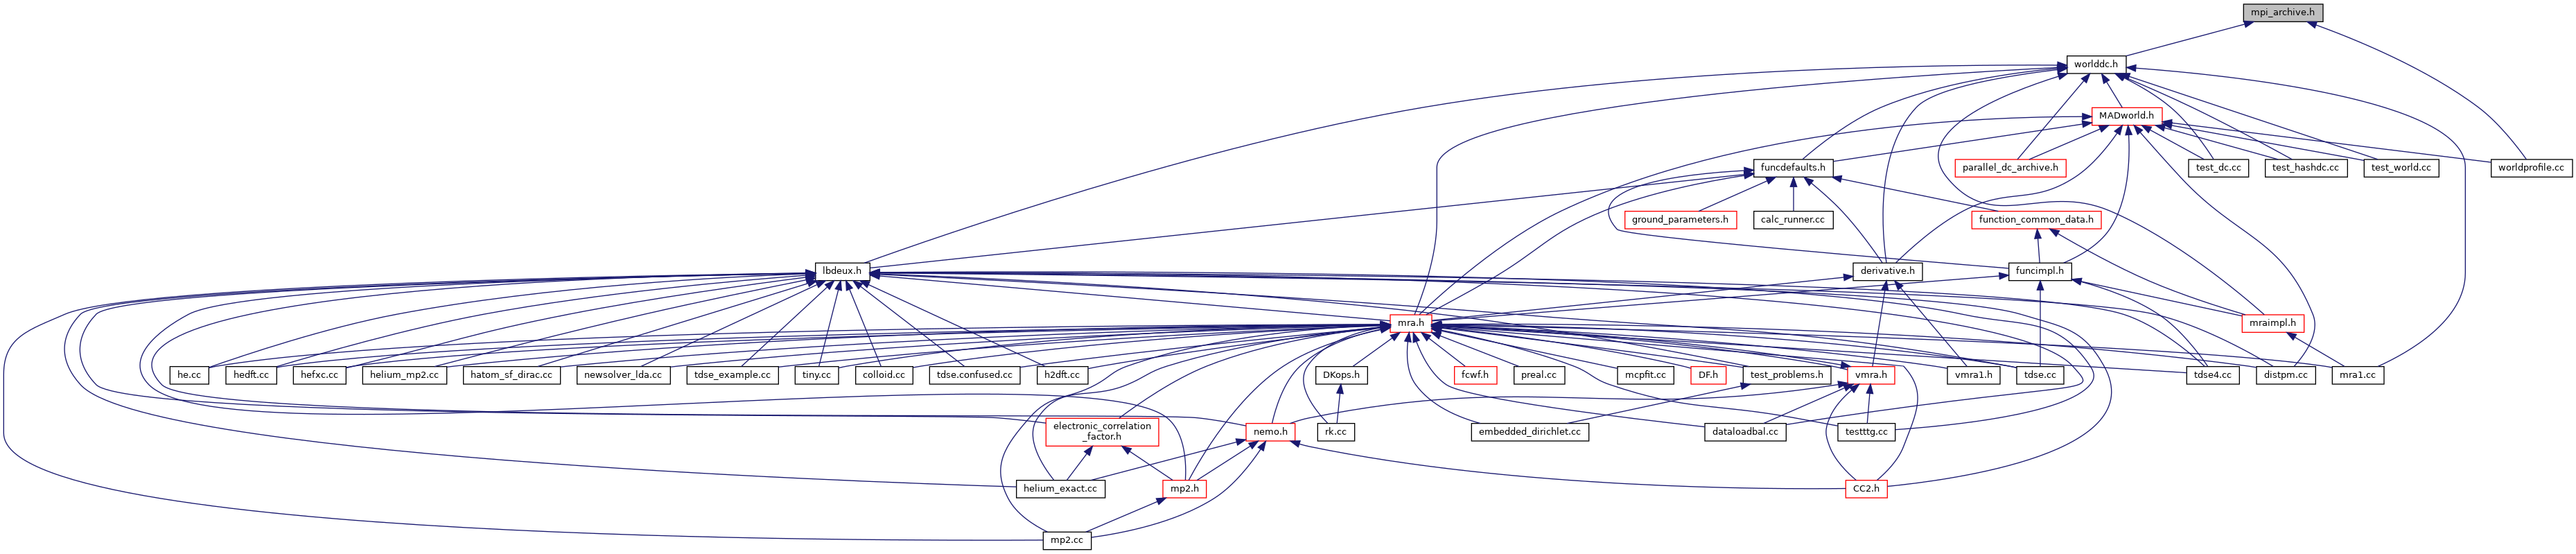 mpi_archive.h
worlddc.h
MADworld.h
funcdefaults.h
parallel_dc_archive.h
test_dc.cc
test_hashdc.cc
test_world.cc
worldprofile.cc
ground_parameters.h
calc_runner.cc
function_common_data.h
lbdeux.h
derivative.h
funcimpl.h
mra.h
mraimpl.h
he.cc
hedft.cc
hefxc.cc
helium_mp2.cc
hatom_sf_dirac.cc
newsolver_lda.cc
tdse_example.cc
tiny.cc
colloid.cc
tdse.confused.cc
h2dft.cc
DKops.h
fcwf.h
preal.cc
mcpfit.cc
DF.h
test_problems.h
vmra.h
vmra1.h
tdse.cc
tdse4.cc
distpm.cc
mra1.cc
electronic_correlation
_factor.h
nemo.h
rk.cc
embedded_dirichlet.cc
dataloadbal.cc
testttg.cc
helium_exact.cc
mp2.h
CC2.h
mp2.cc